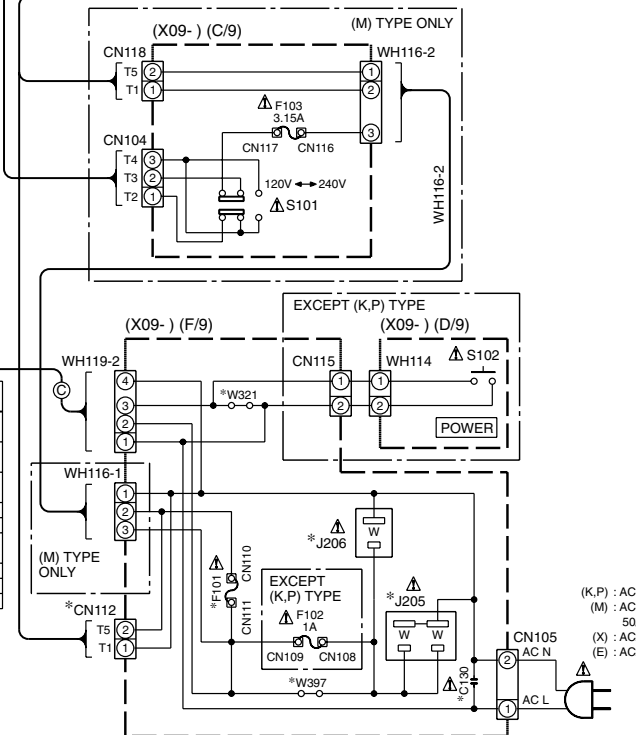 (M) TYPE ONLY
(X09- ) (C/9)
CN118
WH116-2
T5 2
T1 1
1
2
3
F103
3.15A
CN117 CN116
CN104
T4 3
T3 2
T2 1
120V 240V
S101
WH116-2
EXCEPT (K,P) TYPE
(X09- ) (F/9)
(X09- ) (D/9)
WH119-2
CN115
WH114
S102
C
4
3
2
1
*W321
1
2
1
2
POWER
WH116-1
1
2
3
(M) TYPE
ONLY
*F101
CN110
CN111
W
*J206
EXCEPT
(K,P) TYPE
F102
1A
CN109 CN108
*J205
W W
*CN112
T5 2
T1 1
*W397
*C130
CN105
2 AC N
1 AC L
(K,P) : AC
(M) : AC
50
(X) : AC
(E) : AC